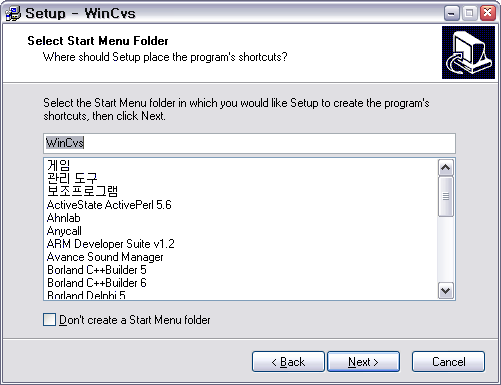 Setup - WinCvs
Select Start Menu Folder
Where should Setup place the program's shortcuts?
Select the Start Menu folder in which you would like Setup to create the program's
shortcuts, then click Next.
WinCvs
게임
관리 도구
보조프로그램
ActiveState ActivePerl 5.6
Ahnlab
Anycall
ARM Developer Suite v1.2
Avance Sound Manager
Borland C++Builder 5
Borland C++Builder 6
Borland Delphi 5
Don't create a Start Menu folder
< Back
Next >
Cancel